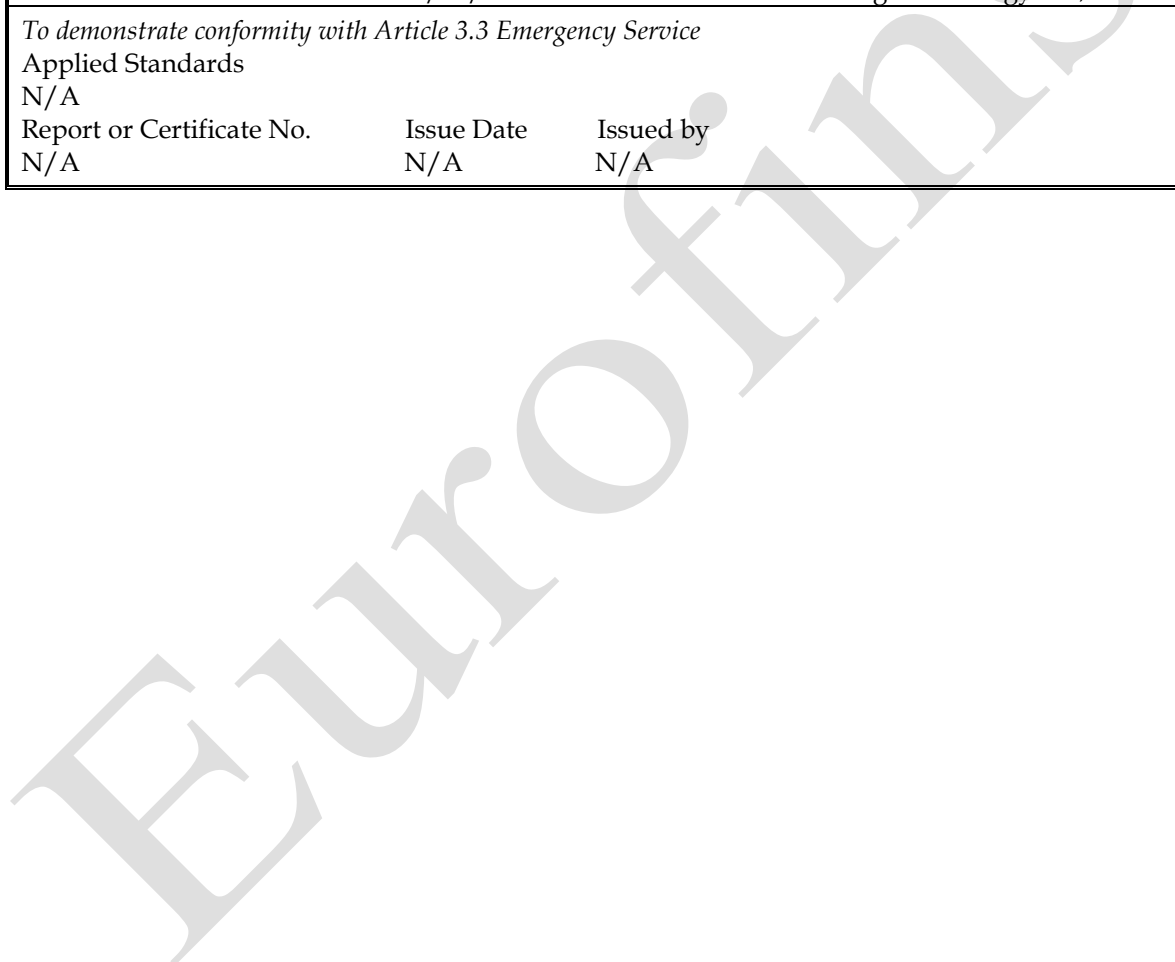 To demonstrate conformity with Article 3.3 Emergency Service
Applied Standards
N/A
Report or Certificate No. Issue Date Issued by
N/A N/A N/A
Eurofins